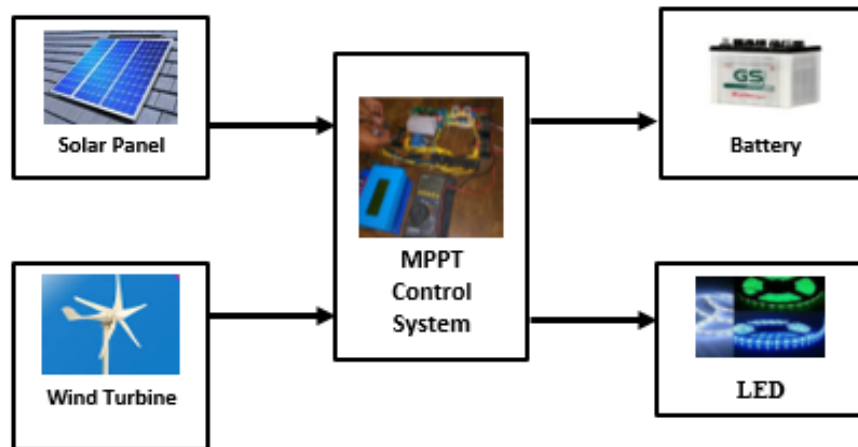 Solar Panel
Wind Turbine
MPPT
Control
System
GS
Battery
LED